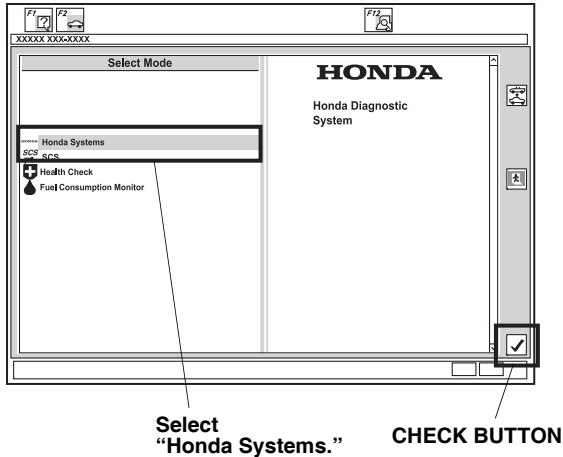 F1 F2 F12
XXXXX XXX-XXXX
Select Mode
HONDA
Honda Diagnostic
System
HONDA Honda Systems
SCS SCS
Health Check
Fuel Consumption Monitor
Select
“Honda Systems.”
CHECK BUTTON